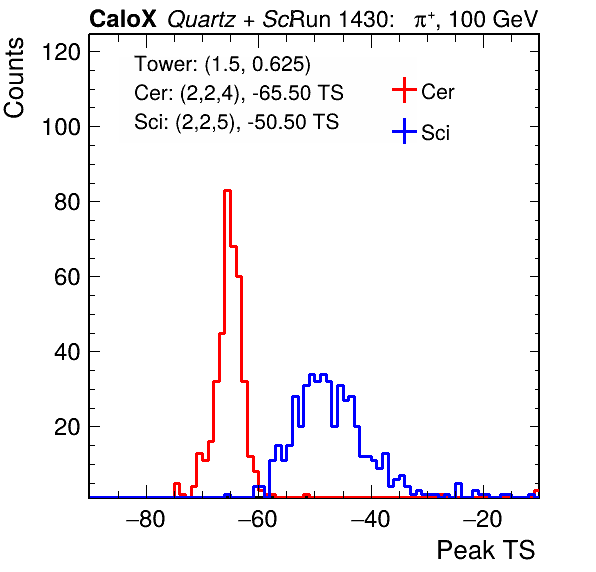 CaloX Quartz + ScRun 1430: π⁺, 100 GeV
Counts
Tower: (1.5, 0.625)
Cer: (2,2,4), -65.50 TS
Sci: (2,2,5), -50.50 TS
Cer
Sci
120
100
80
60
40
20
−80 −60 −40 −20
Peak TS